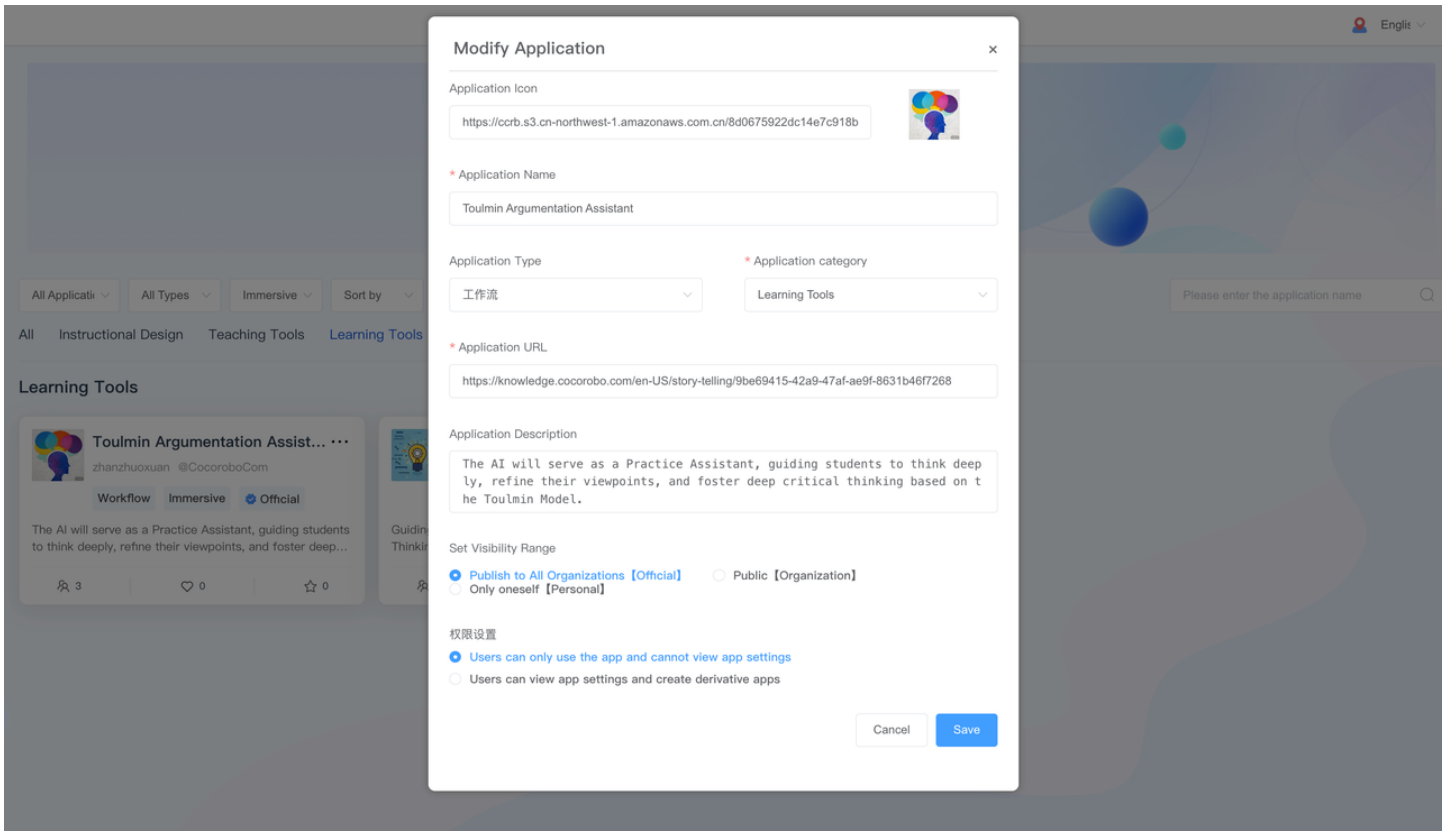 Englis
Modify Application
×
Application Icon
https://ccrb.s3.cn-northwest-1.amazonaws.com.cn/8d0675922dc14e7c918b
* Application Name
Toulmin Argumentation Assistant
Application Type
* Application category
工作流
Learning Tools
* Application URL
https://knowledge.cocorobo.com/en-US/story-telling/9be69415-42a9-47af-ae9f-8631b46f7268
Application Description
The AI will serve as a Practice Assistant, guiding students to think deep
ly, refine their viewpoints, and foster deep critical thinking based on t
he Toulmin Model.
Set Visibility Range
Publish to All Organizations【Official】
Public【Organization】
Only oneself【Personal】
权限设置
Users can only use the app and cannot view app settings
Users can view app settings and create derivative apps
Cancel
Save
All Applicati
All Types
Immersive
Sort by
Please enter the application name
All
Instructional Design
Teaching Tools
Learning Tools
Learning Tools
Toulmin Argumentation Assist...
zhanzhuoxuan @CocoroboCom
Workflow
Immersive
Official
The AI will serve as a Practice Assistant, guiding students
to think deeply, refine their viewpoints, and foster deep...
3
0
0